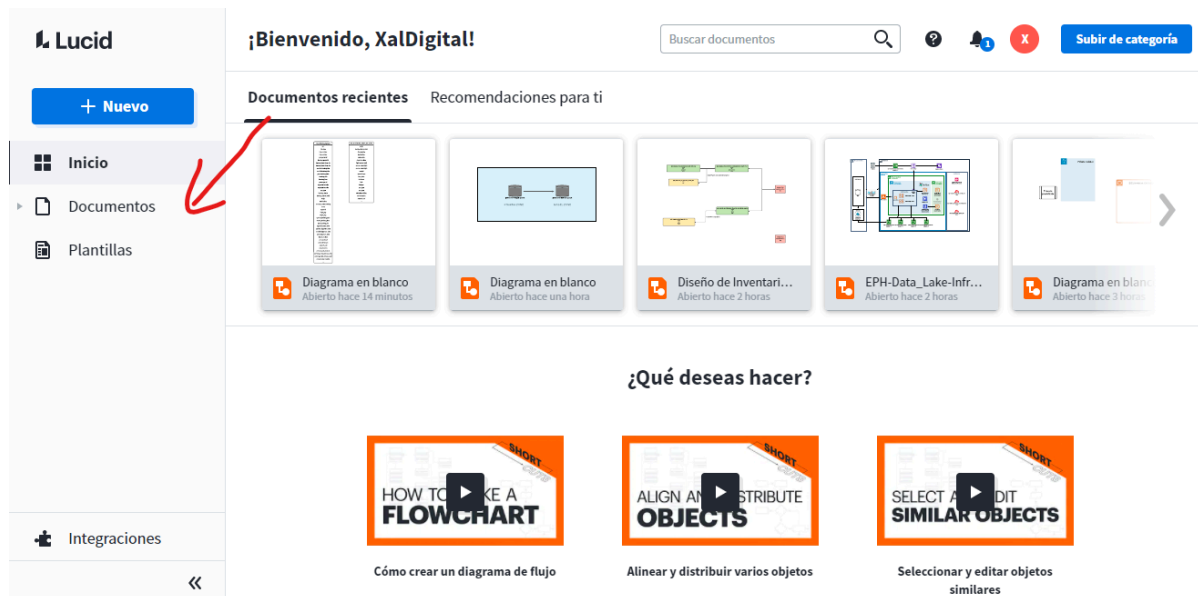 Lucid
¡Bienvenido, XalDigital!
Buscar documentos
1
X
Subir de categoría
+ Nuevo
Inicio
Documentos
Plantillas
Integraciones
Documentos recientes
Recomendaciones para ti
Diagrama en blanco
Abierto hace 14 minutos
Diagrama en blanco
Abierto hace una hora
Diseño de Inventari...
Abierto hace 2 horas
EPH-Data_Lake-Infr...
Abierto hace 2 horas
Diagrama en blanc
Abierto hace 3 horas
¿Qué deseas hacer?
SHORT
HOW TO KE A
FLOWCHART
Cómo crear un diagrama de flujo
SHORT
ALIGN AN STRIBUTE
OBJECTS
Alinear y distribuir varios objetos
SHORT
SELECT A DIT
SIMILAR OBJECTS
Seleccionar y editar objetos
similares